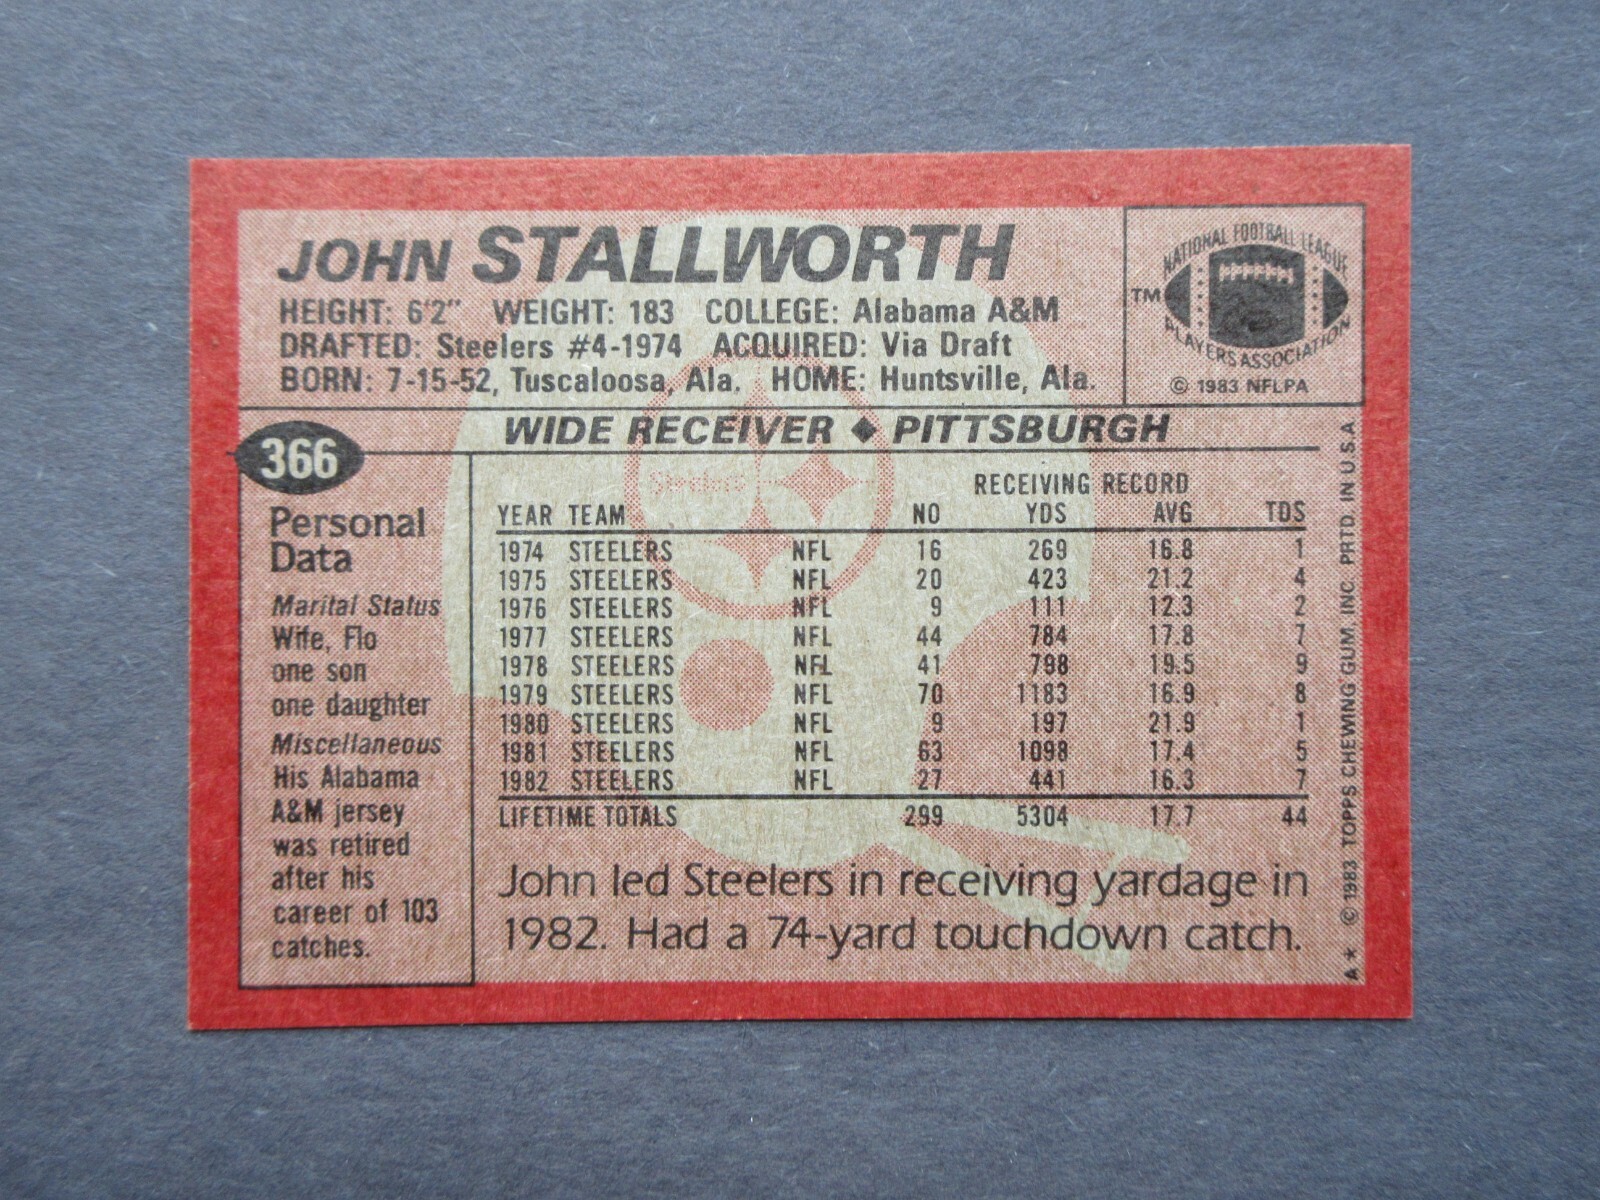 JOHN STALLWORTH
HEIGHT: 6'2" WEIGHT: 183 COLLEGE: Alabama A&M
DRAFTED: Steelers #4-1974 ACQUIRED: Via Draft
BORN: 7-15-52, Tuscaloosa, Ala. HOME: Huntsville, Ala.
NATIONAL FOOTBALL LEAGUE
TM
PLAYERS ASSOCIATION
© 1983 NFLPA
WIDE RECEIVER ♦ PITTSBURGH
366
Personal
Data
Marital Status
Wife, Flo
one son
one daughter
Miscellaneous
His Alabama
A&M jersey
was retired
after his
career of 103
catches.
Steelers
RECEIVING RECORD
YEAR TEAM NO YDS AVG TDS
1974 STEELERS NFL 16 269 16.8 1
1975 STEELERS NFL 20 423 21.2 4
1976 STEELERS NFL 9 111 12.3 2
1977 STEELERS NFL 44 784 17.8 7
1978 STEELERS NFL 41 798 19.5 9
1979 STEELERS NFL 70 1183 16.9 8
1980 STEELERS NFL 9 197 21.9 1
1981 STEELERS NFL 63 1098 17.4 5
1982 STEELERS NFL 27 441 16.3 7
LIFETIME TOTALS 299 5304 17.7 44
John led Steelers in receiving yardage in
1982. Had a 74-yard touchdown catch.
A★ © 1983 TOPPS CHEWING GUM, INC. PRTD. IN U.S.A.